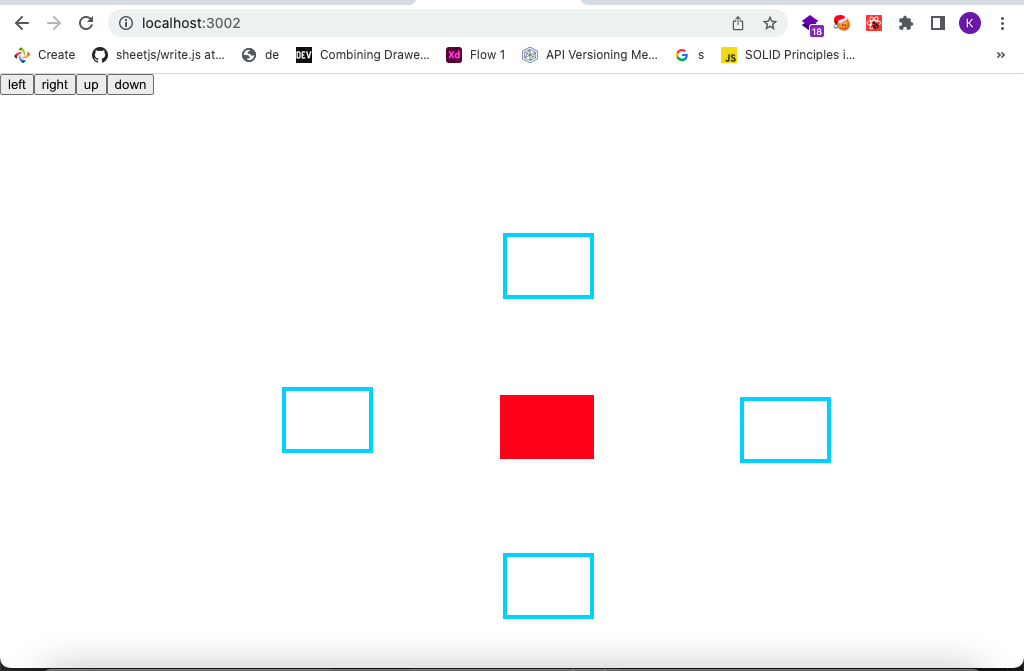 localhost:3002
18
K
Create
sheetjs/write.js at...
de
DEV
Combining Drawe...
Xd
Flow 1
API Versioning Me...
G
s
JS
SOLID Principles i...
»
left
right
up
down